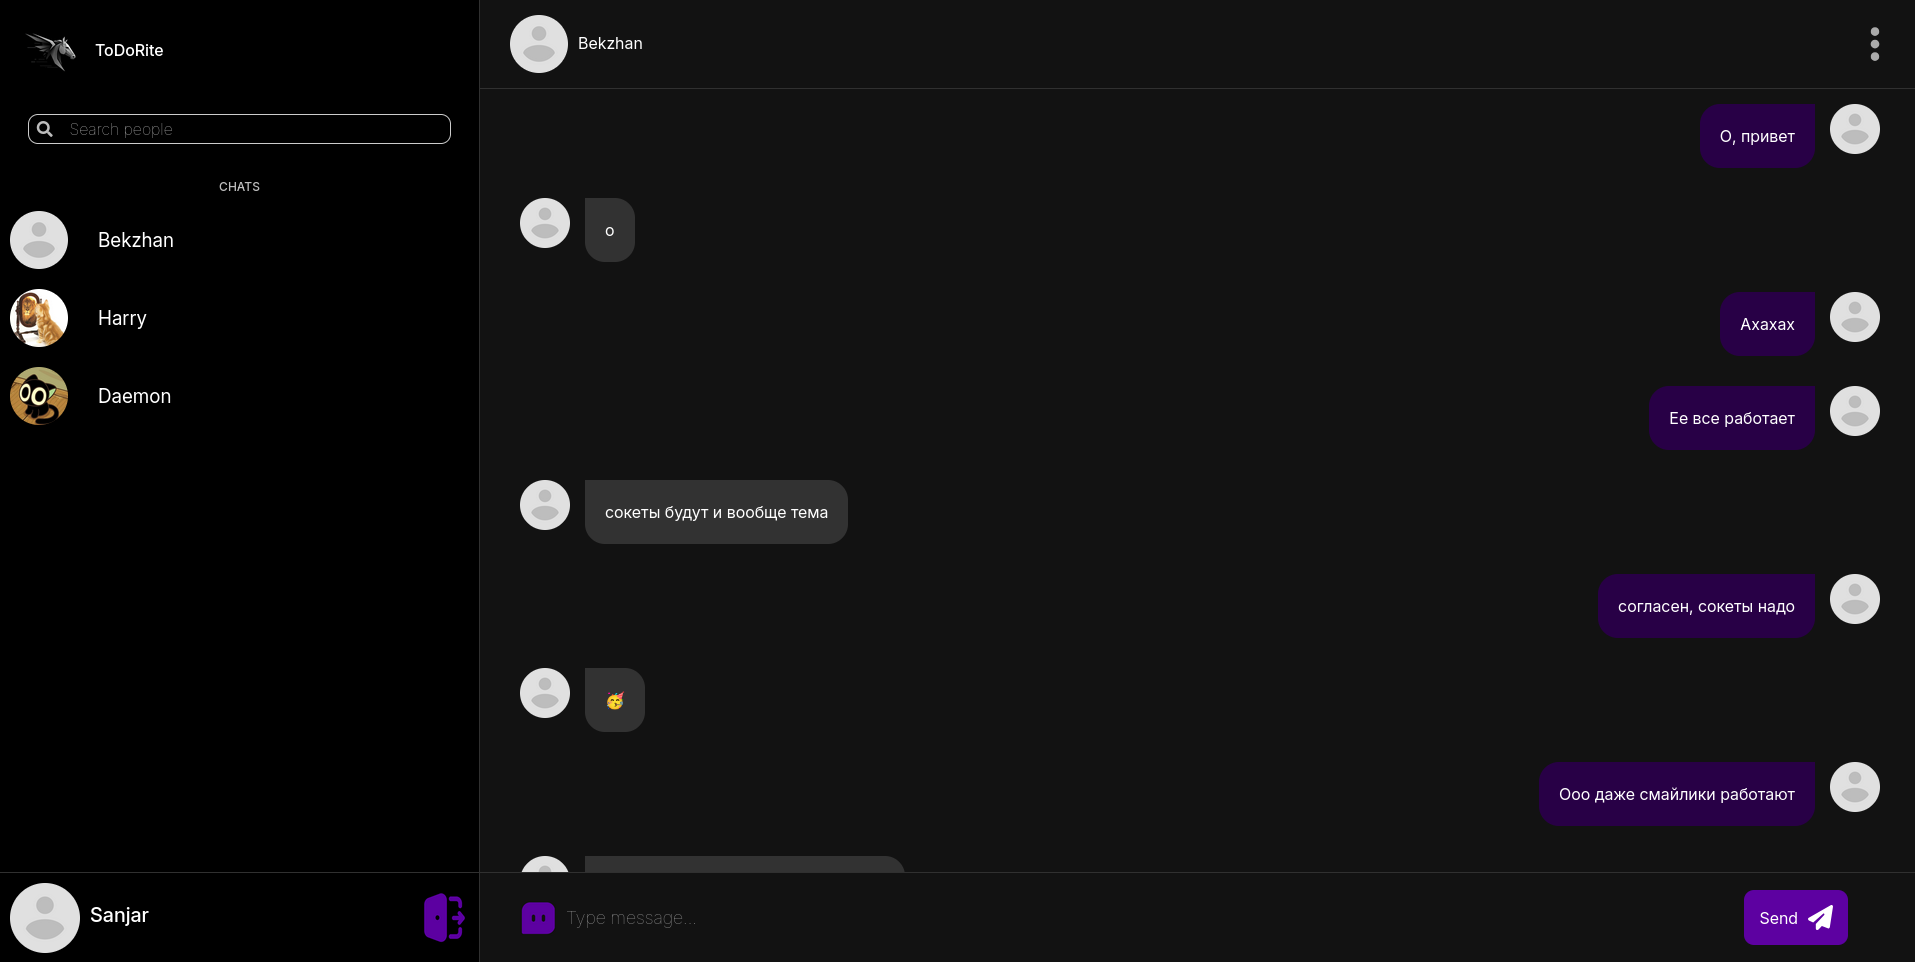 ToDoRite
Search people
CHATS
Bekzhan
Harry
Daemon
Sanjar
Bekzhan
О, привет
о
Ахахах
Ее все работает
сокеты будут и вообще тема
согласен, сокеты надо
🥳
Ооо даже смайлики работают
Type message...
Send